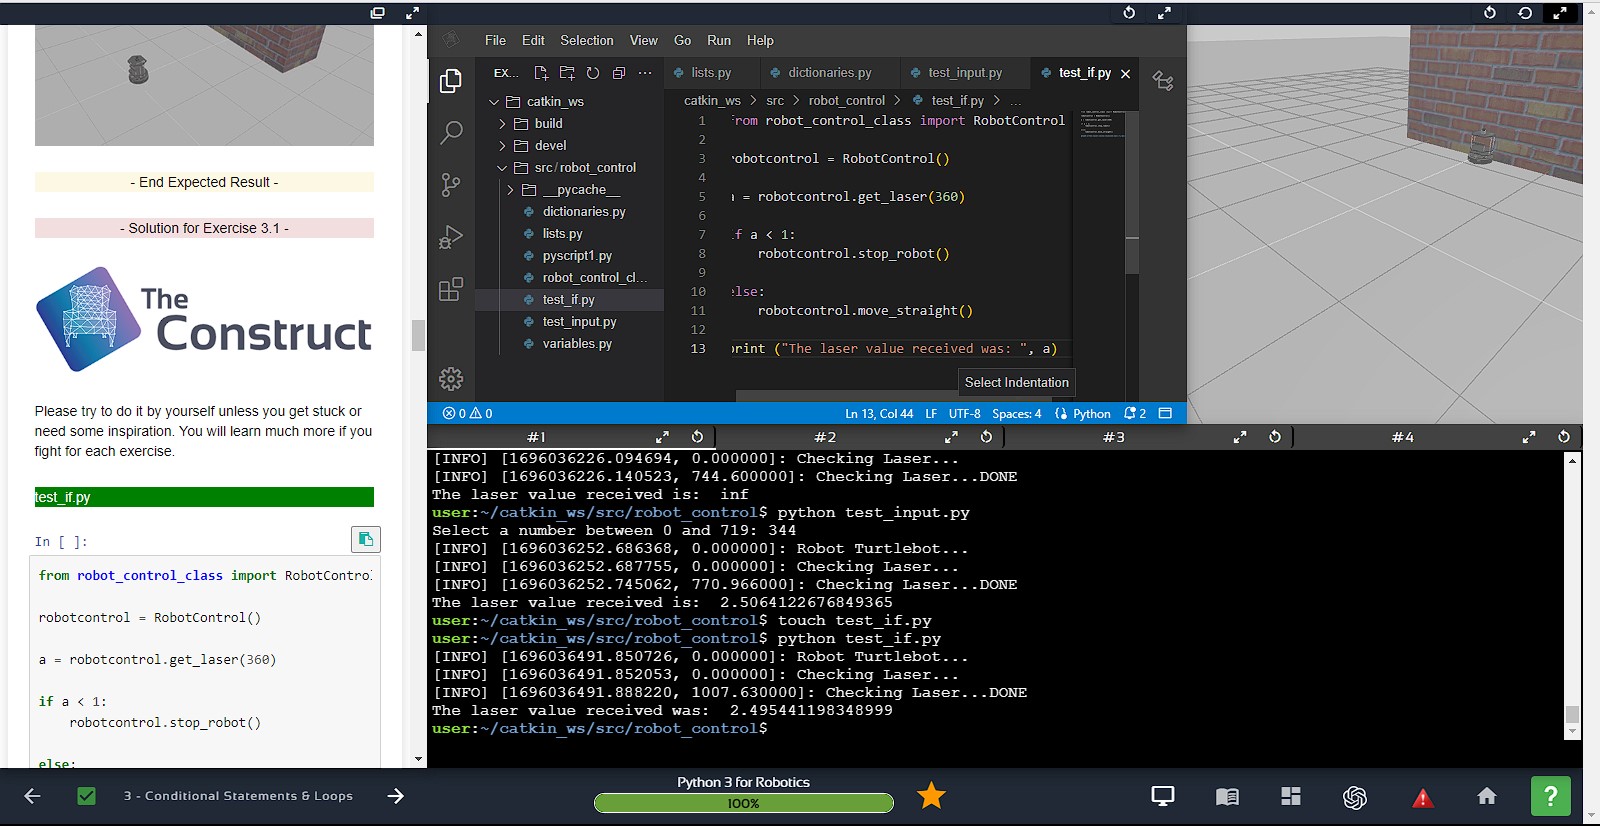 - End Expected Result -
- Solution for Exercise 3.1 -
The
Construct
Please try to do it by yourself unless you get stuck or
need some inspiration. You will learn much more if you
fight for each exercise.
test_if.py
In [ ]:
from robot_control_class import RobotControl
robotcontrol = RobotControl()
a = robotcontrol.get_laser(360)
if a < 1:
robotcontrol.stop_robot()
else:
File Edit Selection View Go Run Help
EX... ...
lists.py dictionaries.py test_input.py test_if.py ×
catkin_ws > src > robot_control > test_if.py > ...
catkin_ws
build
devel
src/robot_control
__pycache__
dictionaries.py
lists.py
pyscript1.py
robot_control_cl...
test_if.py
test_input.py
variables.py
1 from robot_control_class import RobotControl
2
3 robotcontrol = RobotControl()
4
5 a = robotcontrol.get_laser(360)
6
7 if a < 1:
8 robotcontrol.stop_robot()
9
10 else:
11 robotcontrol.move_straight()
12
13 print ("The laser value received was: ", a)
Select Indentation
0 0 Ln 13, Col 44 LF UTF-8 Spaces: 4 Python 2
#1 #2 #3 #4
[INFO] [1696036226.094694, 0.000000]: Checking Laser...
[INFO] [1696036226.140523, 744.600000]: Checking Laser...DONE
The laser value received is:  inf
user:~/catkin_ws/src/robot_control$ python test_input.py
Select a number between 0 and 719: 344
[INFO] [1696036252.686368, 0.000000]: Robot Turtlebot...
[INFO] [1696036252.687755, 0.000000]: Checking Laser...
[INFO] [1696036252.745062, 770.966000]: Checking Laser...DONE
The laser value received is:  2.5064122676849365
user:~/catkin_ws/src/robot_control$ touch test_if.py
user:~/catkin_ws/src/robot_control$ python test_if.py
[INFO] [1696036491.850726, 0.000000]: Robot Turtlebot...
[INFO] [1696036491.852053, 0.000000]: Checking Laser...
[INFO] [1696036491.888220, 1007.630000]: Checking Laser...DONE
The laser value received was:  2.495441198348999
user:~/catkin_ws/src/robot_control$
3 - Conditional Statements & Loops
Python 3 for Robotics
100%
?